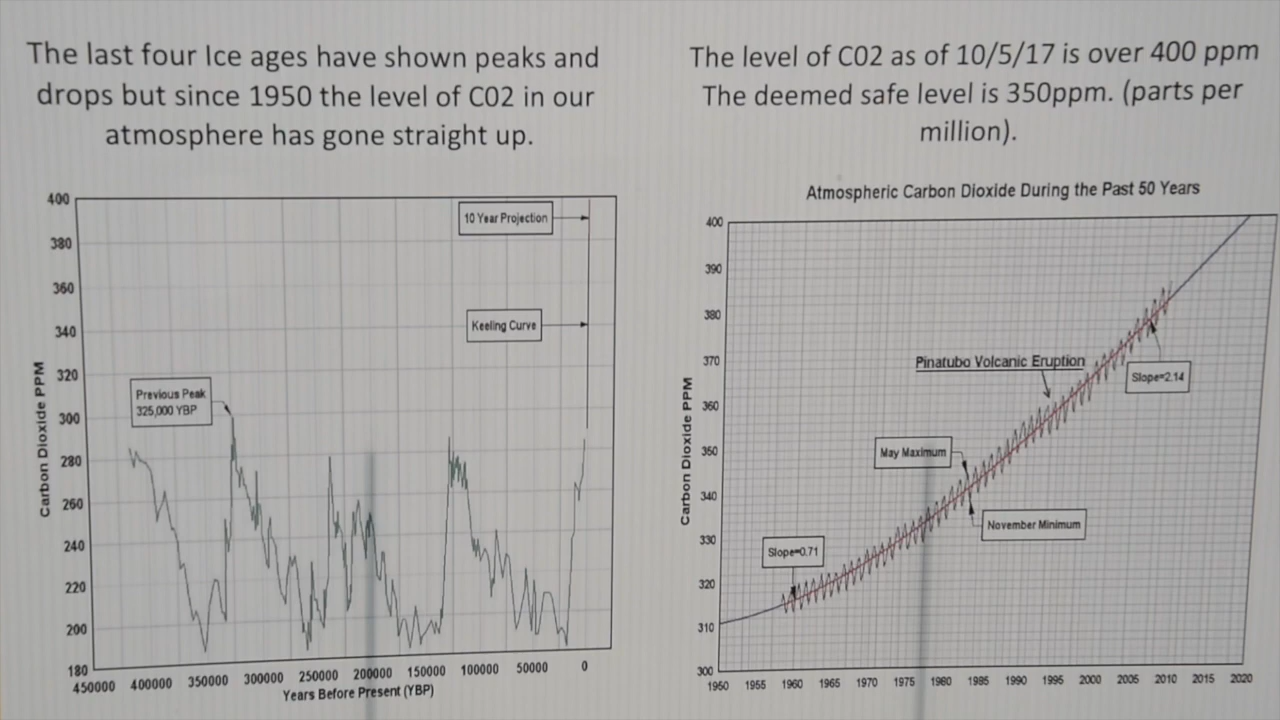 The last four Ice ages have shown peaks and
drops but since 1950 the level of C02 in our
atmosphere has gone straight up.
400
380
360
340
320
300
280
260
240
220
200
180
Carbon Dioxide PPM
10 Year Projection
Keeling Curve
Previous Peak
325,000 YBP
450000 400000 350000 300000 250000 200000 150000 100000 50000 0
Years Before Present (YBP)
The level of C02 as of 10/5/17 is over 400 ppm
The deemed safe level is 350ppm. (parts per
million).
Atmospheric Carbon Dioxide During the Past 50 Years
400
390
380
370
360
350
340
330
320
310
300
Carbon Dioxide PPM
Pinatubo Volcanic Eruption
Slope=2.14
May Maximum
November Minimum
Slope=0.71
1950 1955 1960 1965 1970 1975 1980 1985 1990 1995 2000 2005 2010 2015 2020